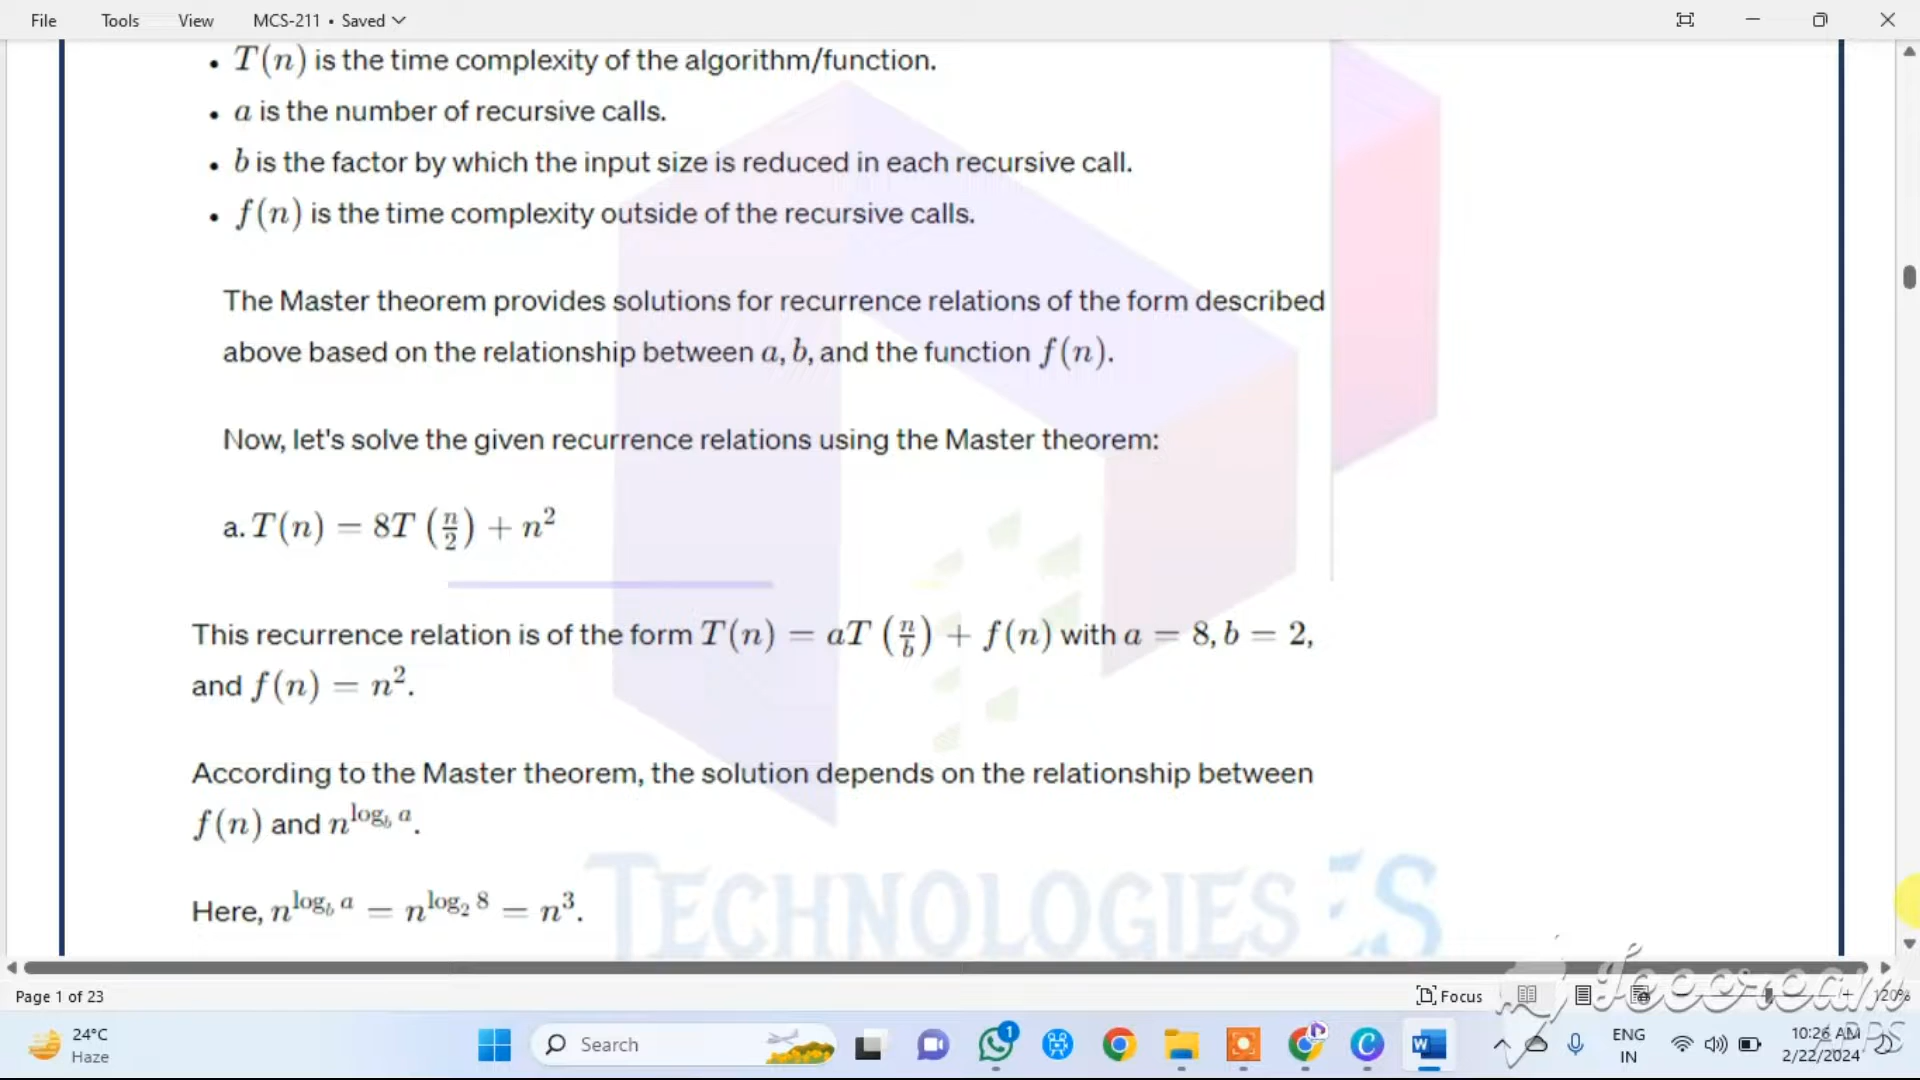 File Tools View MCS-211 • Saved
• T(n) is the time complexity of the algorithm/function.
• a is the number of recursive calls.
• b is the factor by which the input size is reduced in each recursive call.
• f(n) is the time complexity outside of the recursive calls.
The Master theorem provides solutions for recurrence relations of the form described
above based on the relationship between a, b, and the function f(n).
Now, let's solve the given recurrence relations using the Master theorem:
a. T(n) = 8T(n/2) + n²
This recurrence relation is of the form T(n) = aT(n/b) + f(n) with a = 8, b = 2,
and f(n) = n².
According to the Master theorem, the solution depends on the relationship between
f(n) and n^{log_b a}.
Here, n^{log_b a} = n^{log_2 8} = n³.
TECHNOLOGIES
Page 1 of 23
Focus
120%
Icecream
APPS
24°C
Haze
Search
1
ENG
IN
10:26 AM
2/22/2024